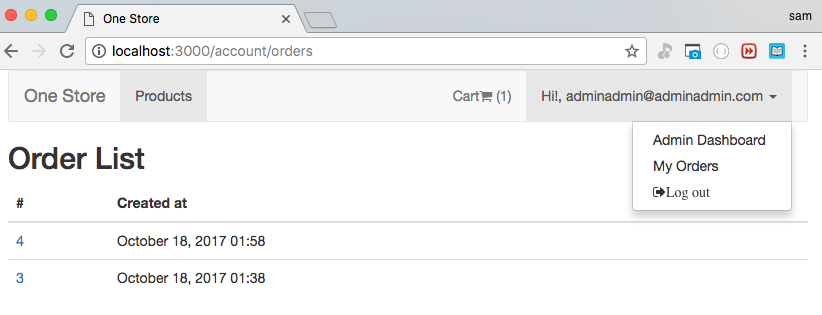 One Store
sam
localhost:3000/account/orders
One Store Products Cart (1) Hi!, adminadmin@adminadmin.com
Admin Dashboard
My Orders
Log out
Order List
# Created at
4 October 18, 2017 01:58
3 October 18, 2017 01:38